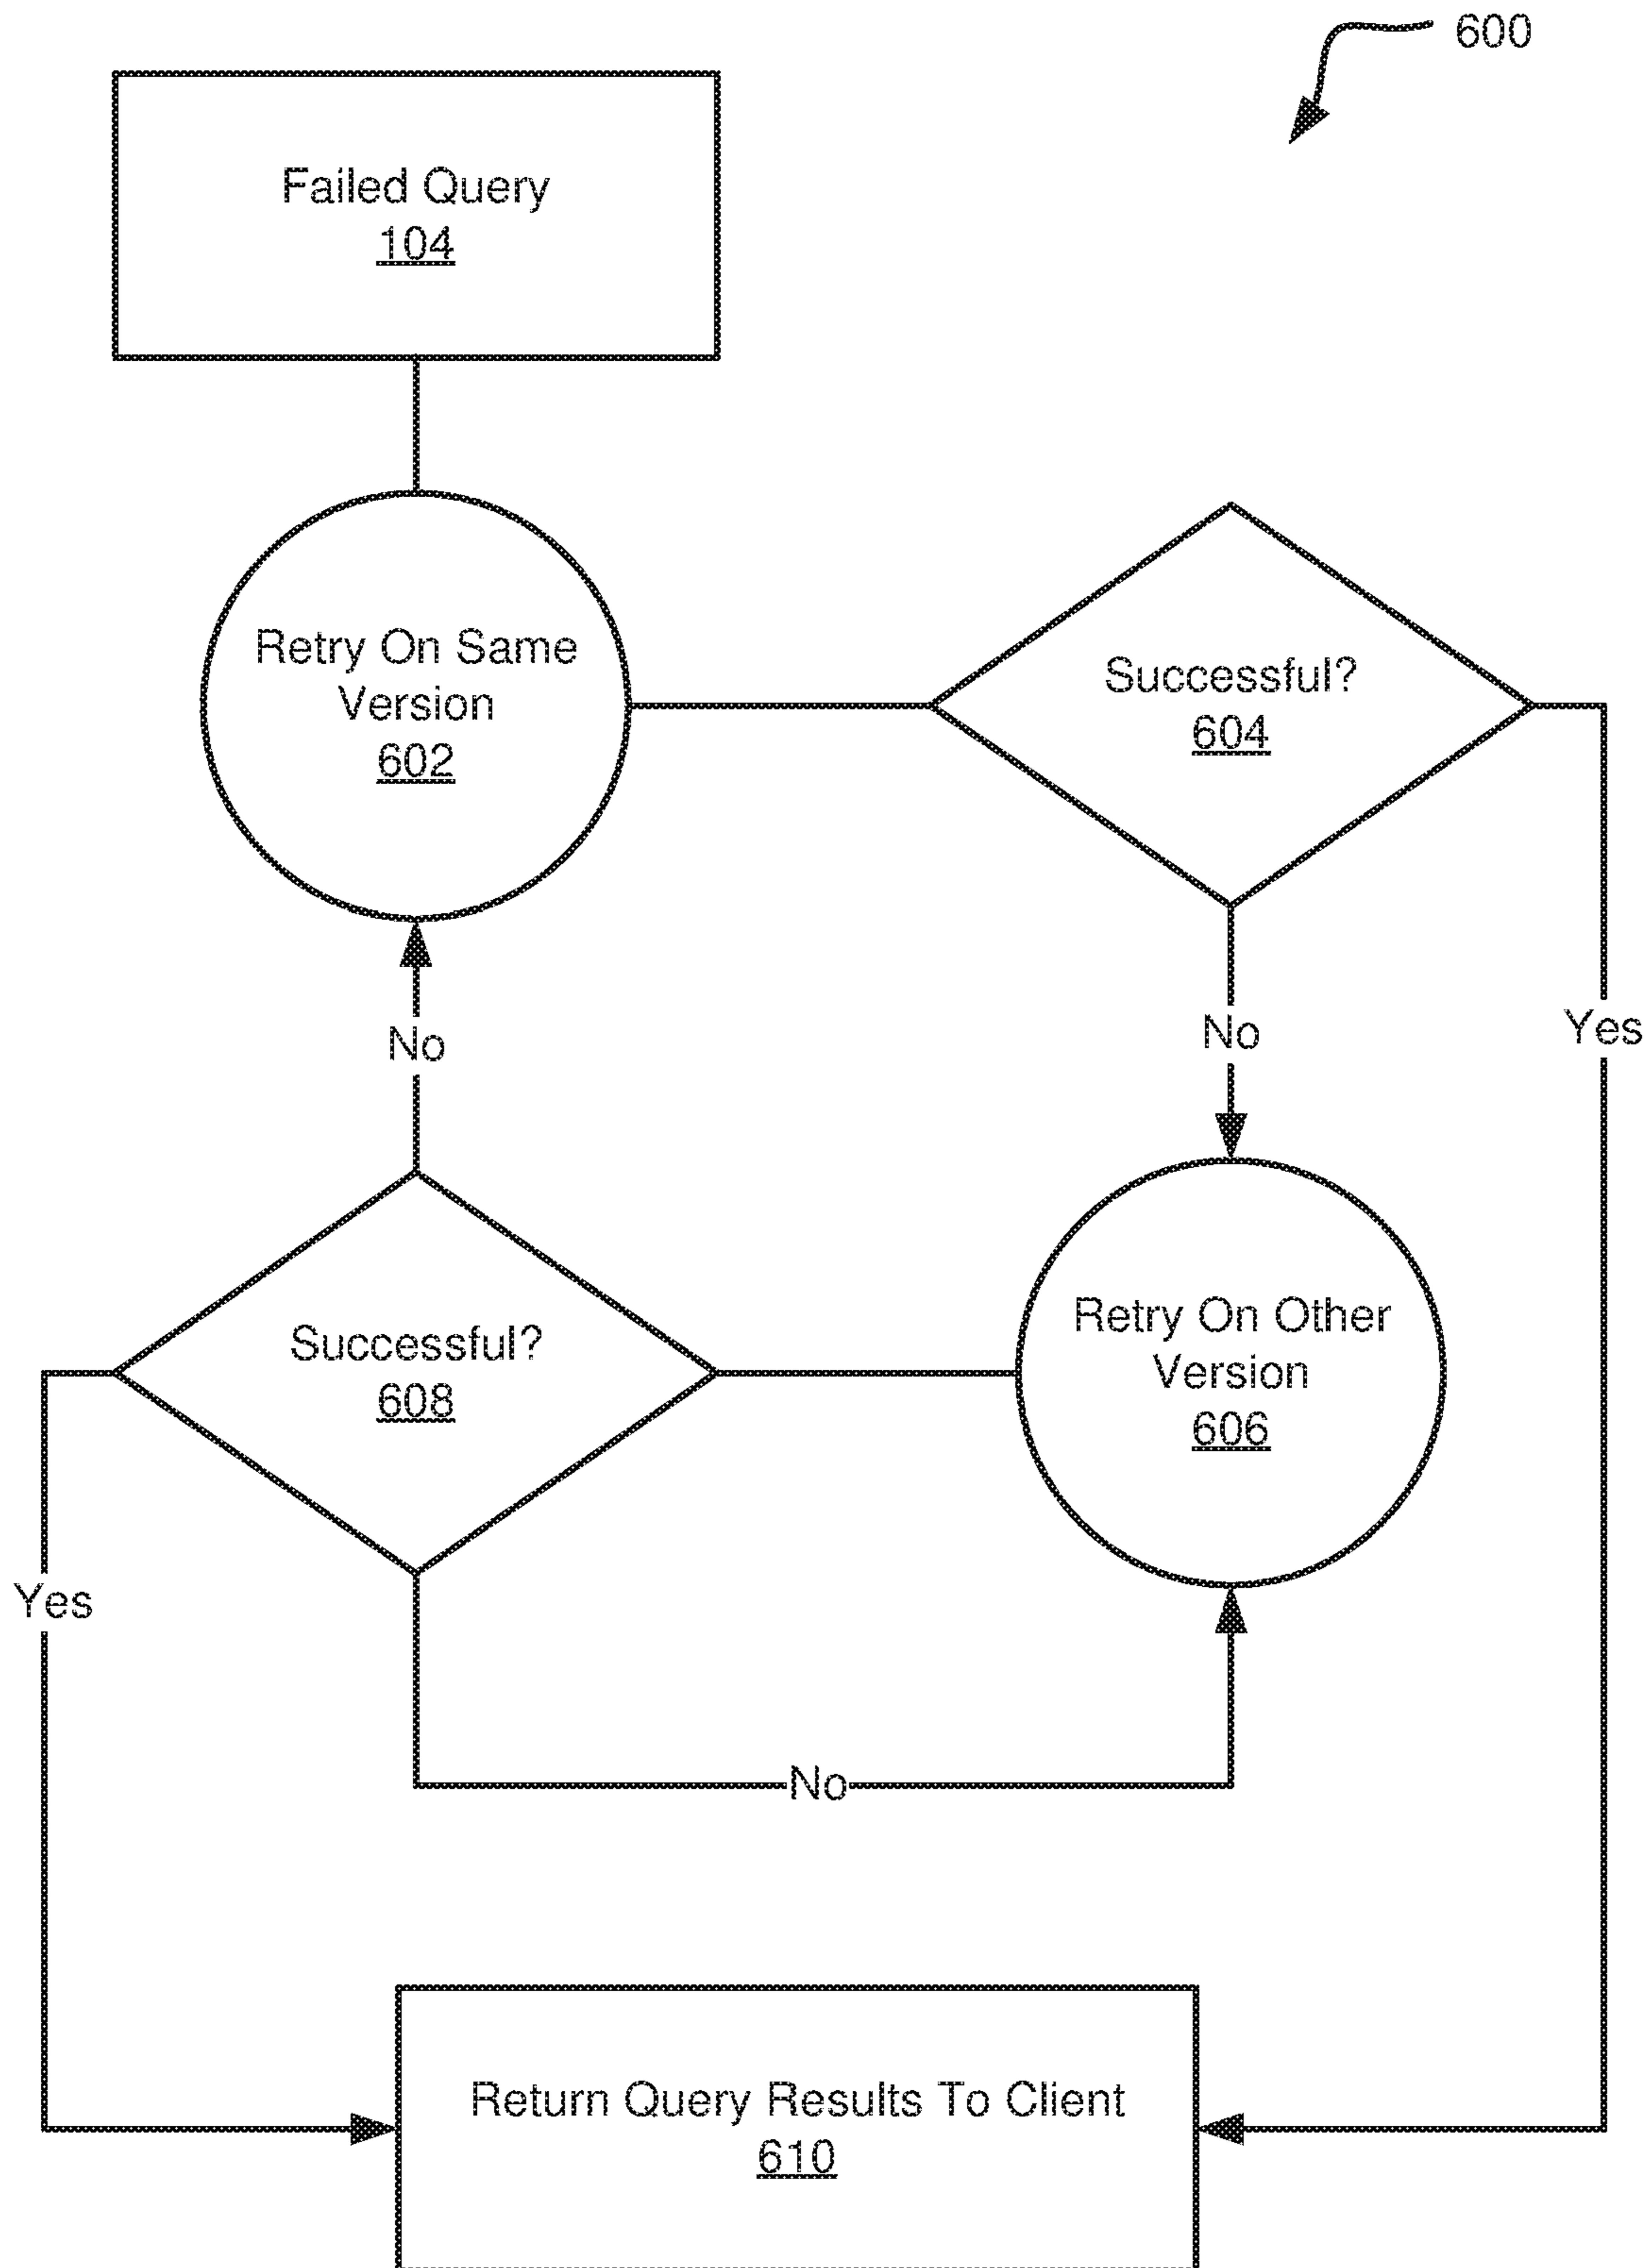 600
Failed Query
104
Retry On Same
Version
602
Successful?
604
No
No
Yes
Successful?
608
Retry On Other
Version
606
Yes
No
Return Query Results To Client
610